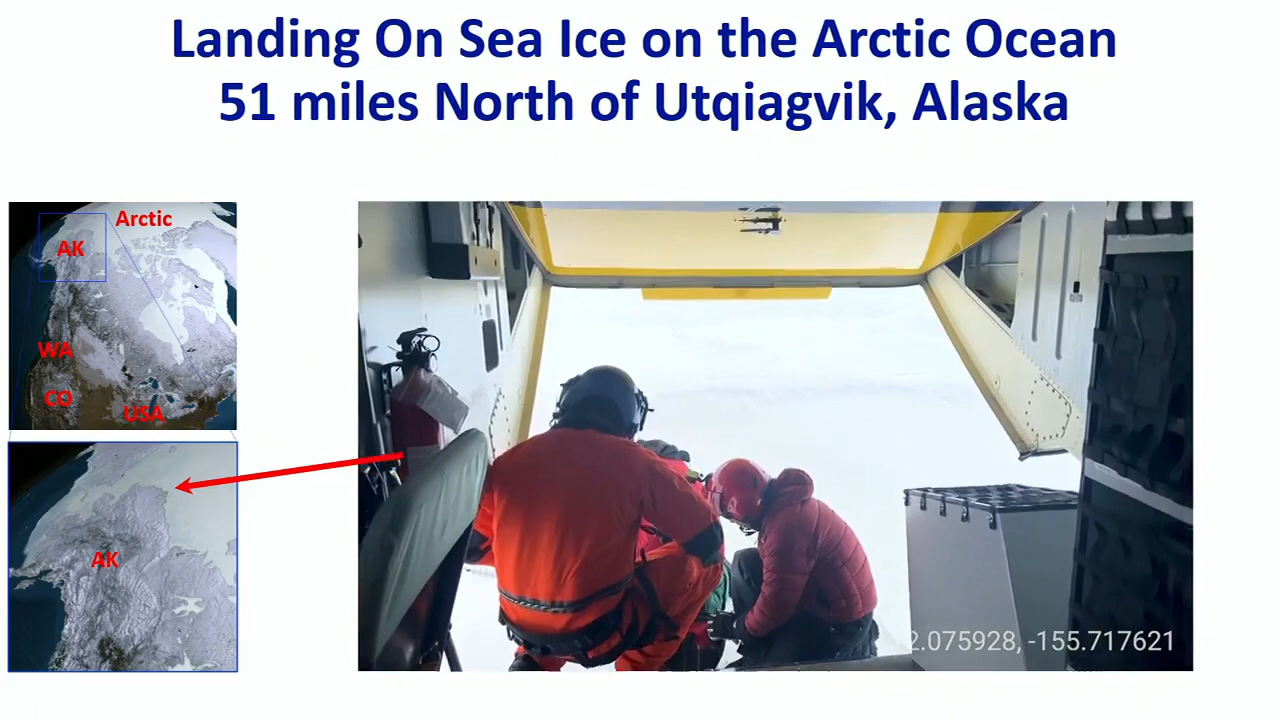 Landing On Sea Ice on the Arctic Ocean
51 miles North of Utqiagvik, Alaska
Arctic
AK
WA
CO
USA
AK
2.075928, -155.717621